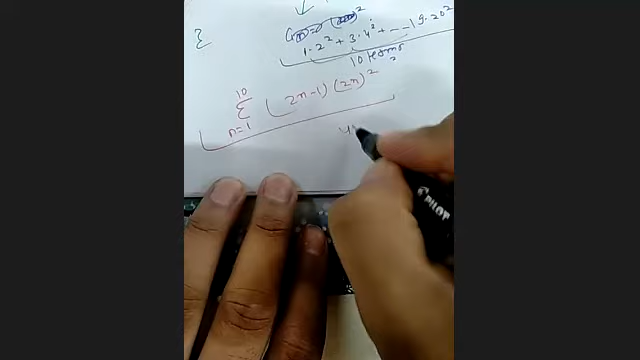 1.2² + 3.4² + -- 19.20²
10 terms
10
Σ (2n-1) (2n)²
n=1
PILOT